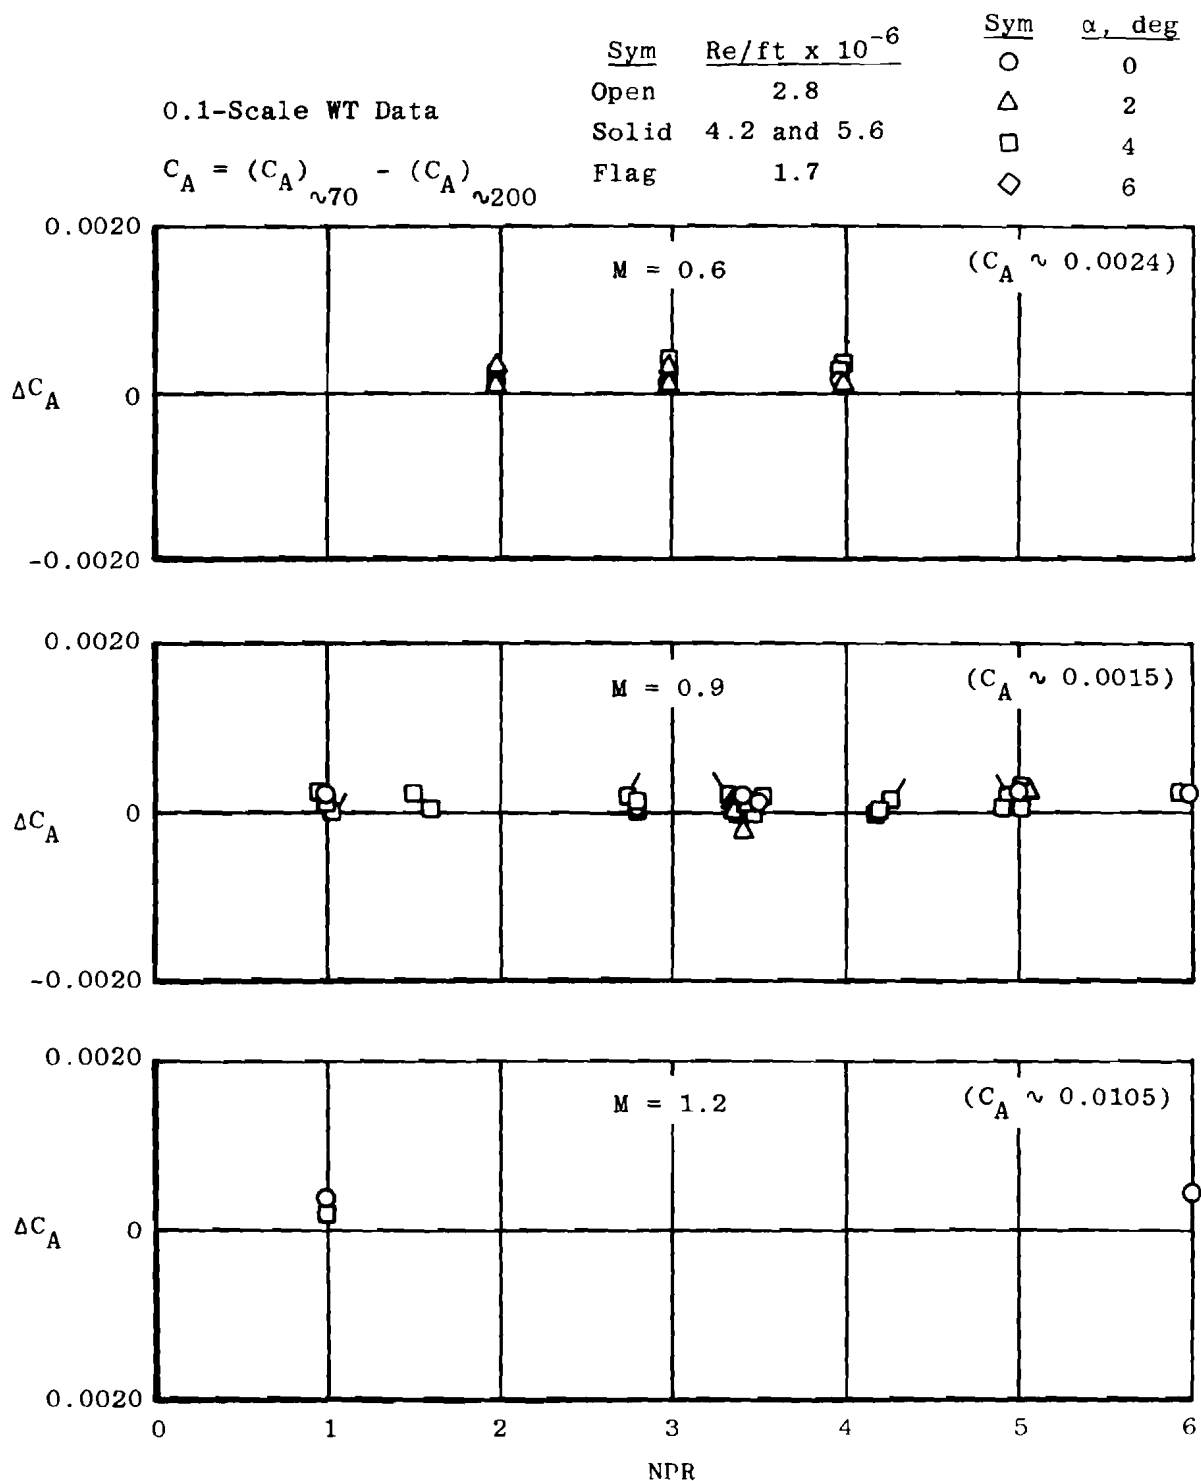 Sym Re/ft x 10^-6
Open 2.8
Solid 4.2 and 5.6
Flag 1.7
Sym α, deg
○ 0
△ 2
□ 4
◇ 6
0.1-Scale WT Data
C_A = (C_A)_~70 - (C_A)_~200
0.0020
M = 0.6
(C_A ~ 0.0024)
ΔC_A
0
-0.0020
0.0020
M = 0.9
(C_A ~ 0.0015)
ΔC_A
0
-0.0020
0.0020
M = 1.2
(C_A ~ 0.0105)
ΔC_A
0
0.0020
0 1 2 3 4 5 6
NPR